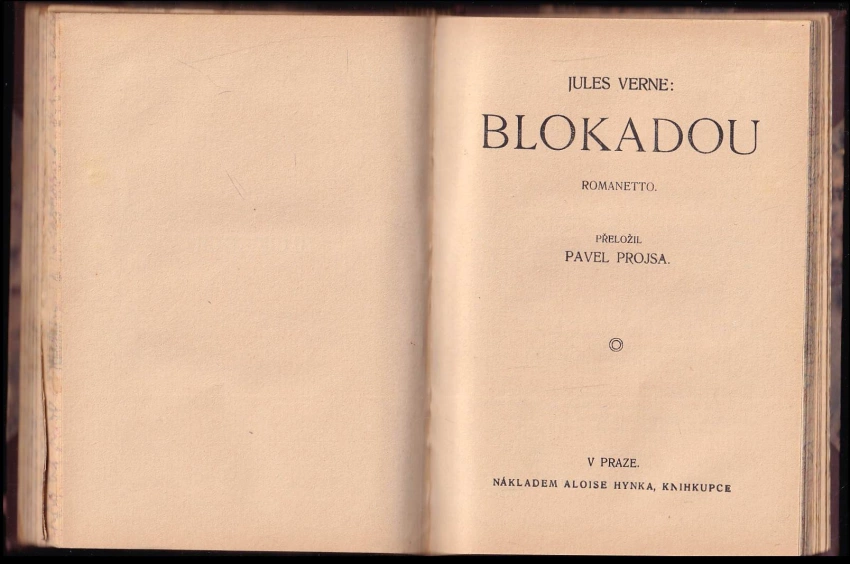 JULES VERNE:
BLOKADOU
ROMANETTO.
PŘELOŽIL
PAVEL PROJSA.
V PRAZE.
NÁKLADEM ALOISE HYNKA, KNIHKUPCE